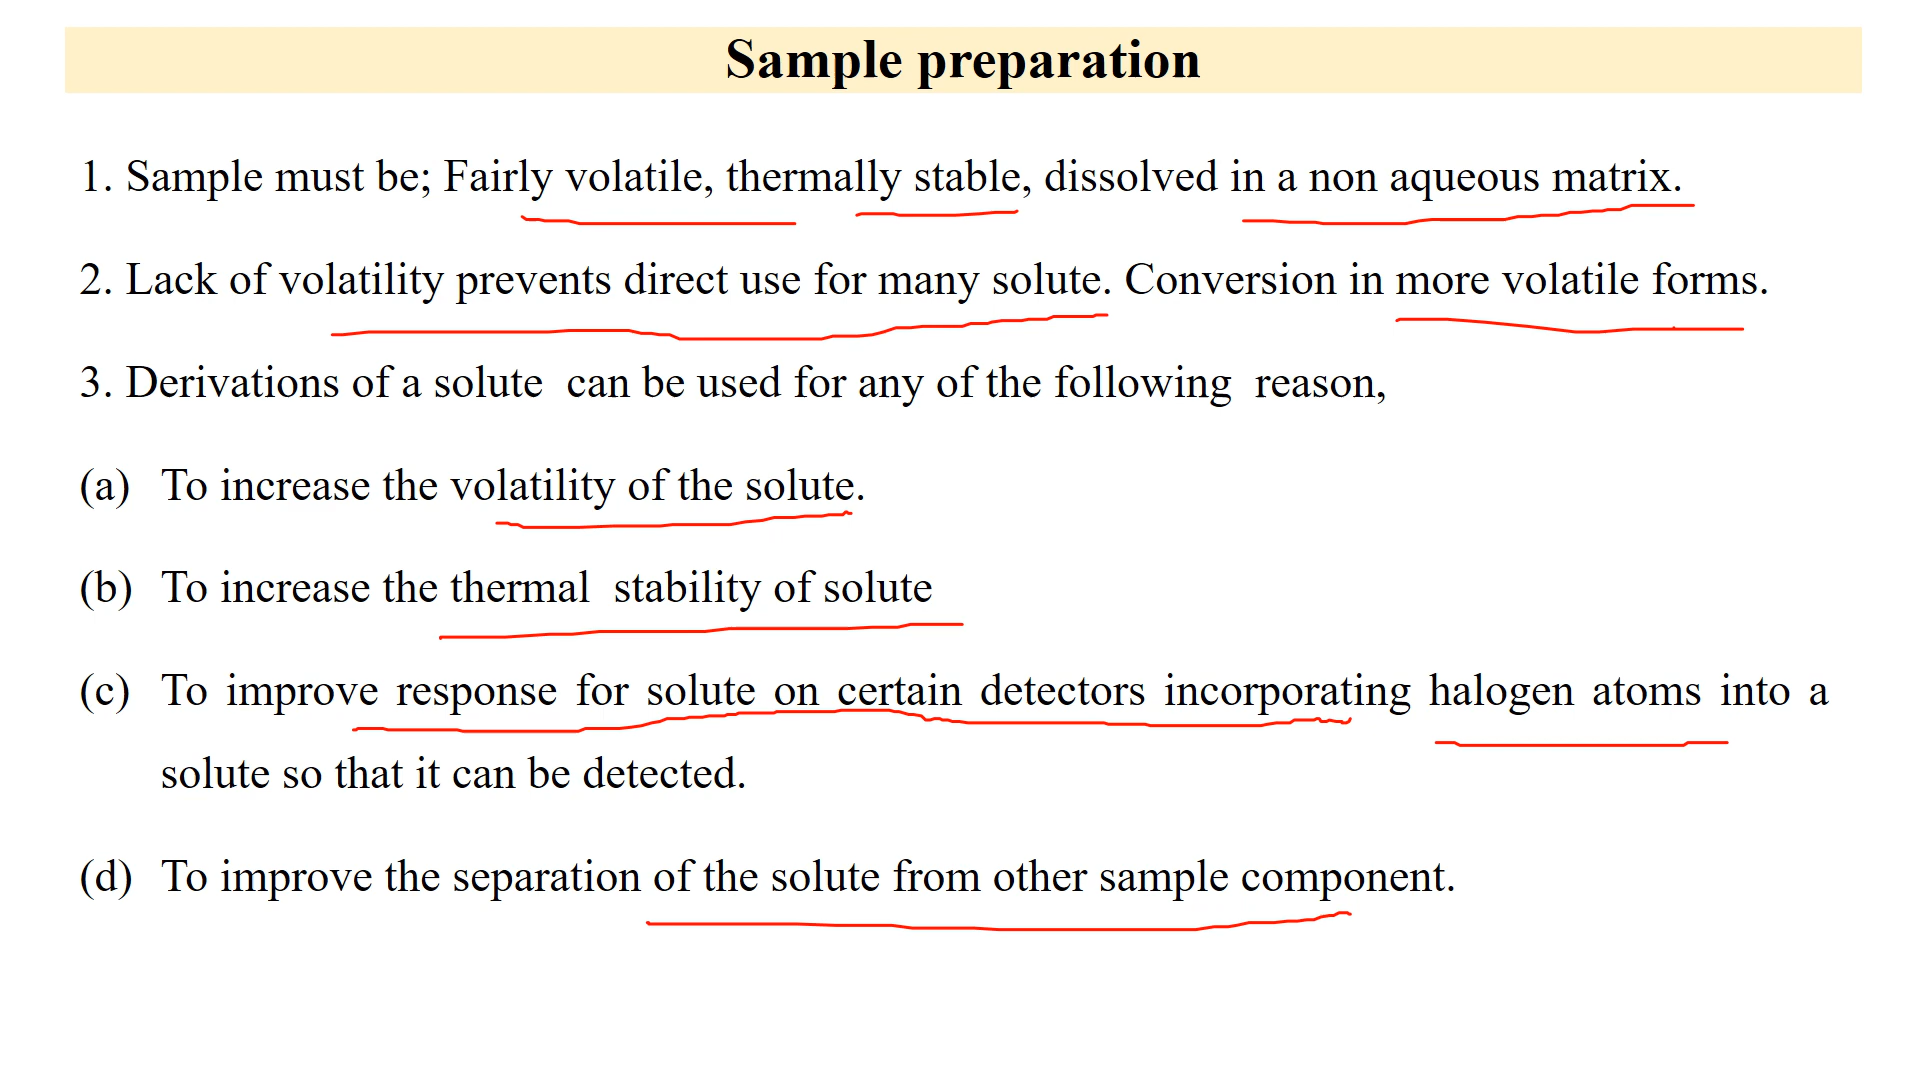 Sample preparation
1. Sample must be; Fairly volatile, thermally stable, dissolved in a non aqueous matrix.
2. Lack of volatility prevents direct use for many solute. Conversion in more volatile forms.
3. Derivations of a solute  can be used for any of the following  reason,
(a) To increase the volatility of the solute.
(b) To increase the thermal  stability of solute
(c) To improve response for solute on certain detectors incorporating halogen atoms into a
solute so that it can be detected.
(d) To improve the separation of the solute from other sample component.